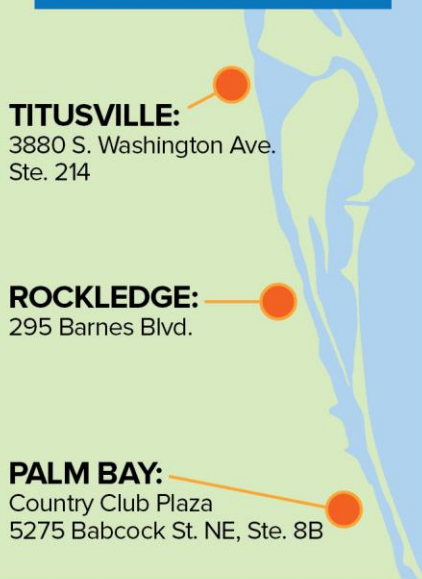 TITUSVILLE:
3880 S. Washington Ave.
Ste. 214
ROCKLEDGE:
295 Barnes Blvd.
PALM BAY:
Country Club Plaza
5275 Babcock St. NE, Ste. 8B